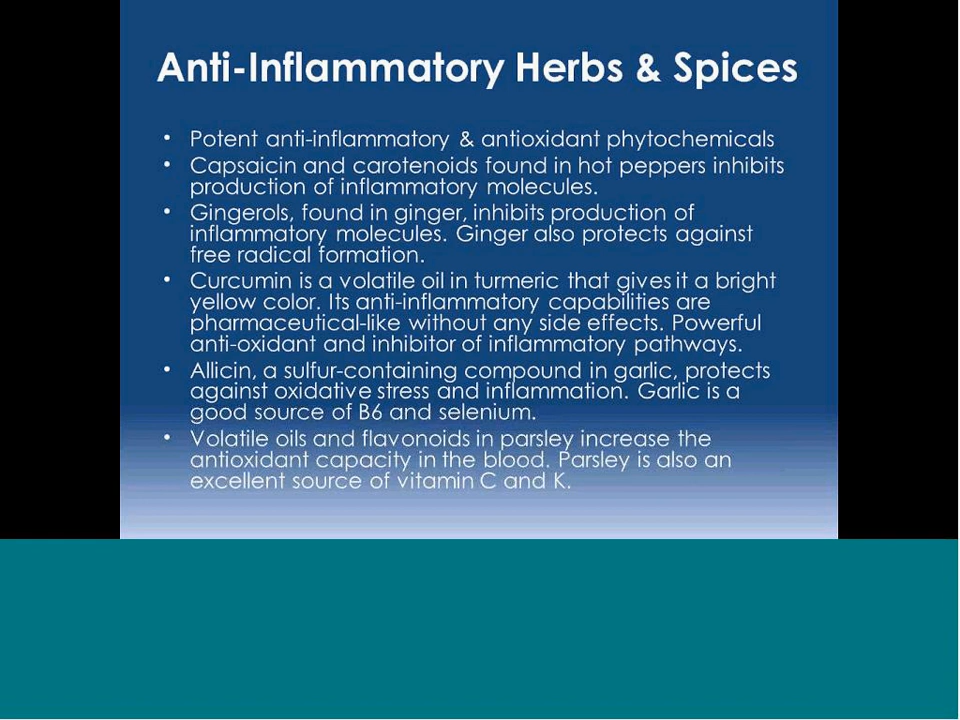 Anti-Inflammatory Herbs & Spices
• Potent anti-inflammatory & antioxidant phytochemicals
• Capsaicin and carotenoids found in hot peppers inhibits
production of inflammatory molecules.
• Gingerols, found in ginger, inhibits production of
inflammatory molecules. Ginger also protects against
free radical formation.
• Curcumin is a volatile oil in turmeric that gives it a bright
yellow color. Its anti-inflammatory capabilities are
pharmaceutical-like without any side effects. Powerful
anti-oxidant and inhibitor of inflammatory pathways.
• Allicin, a sulfur-containing compound in garlic, protects
against oxidative stress and inflammation. Garlic is a
good source of B6 and selenium.
• Volatile oils and flavonoids in parsley increase the
antioxidant capacity in the blood. Parsley is also an
excellent source of vitamin C and K.